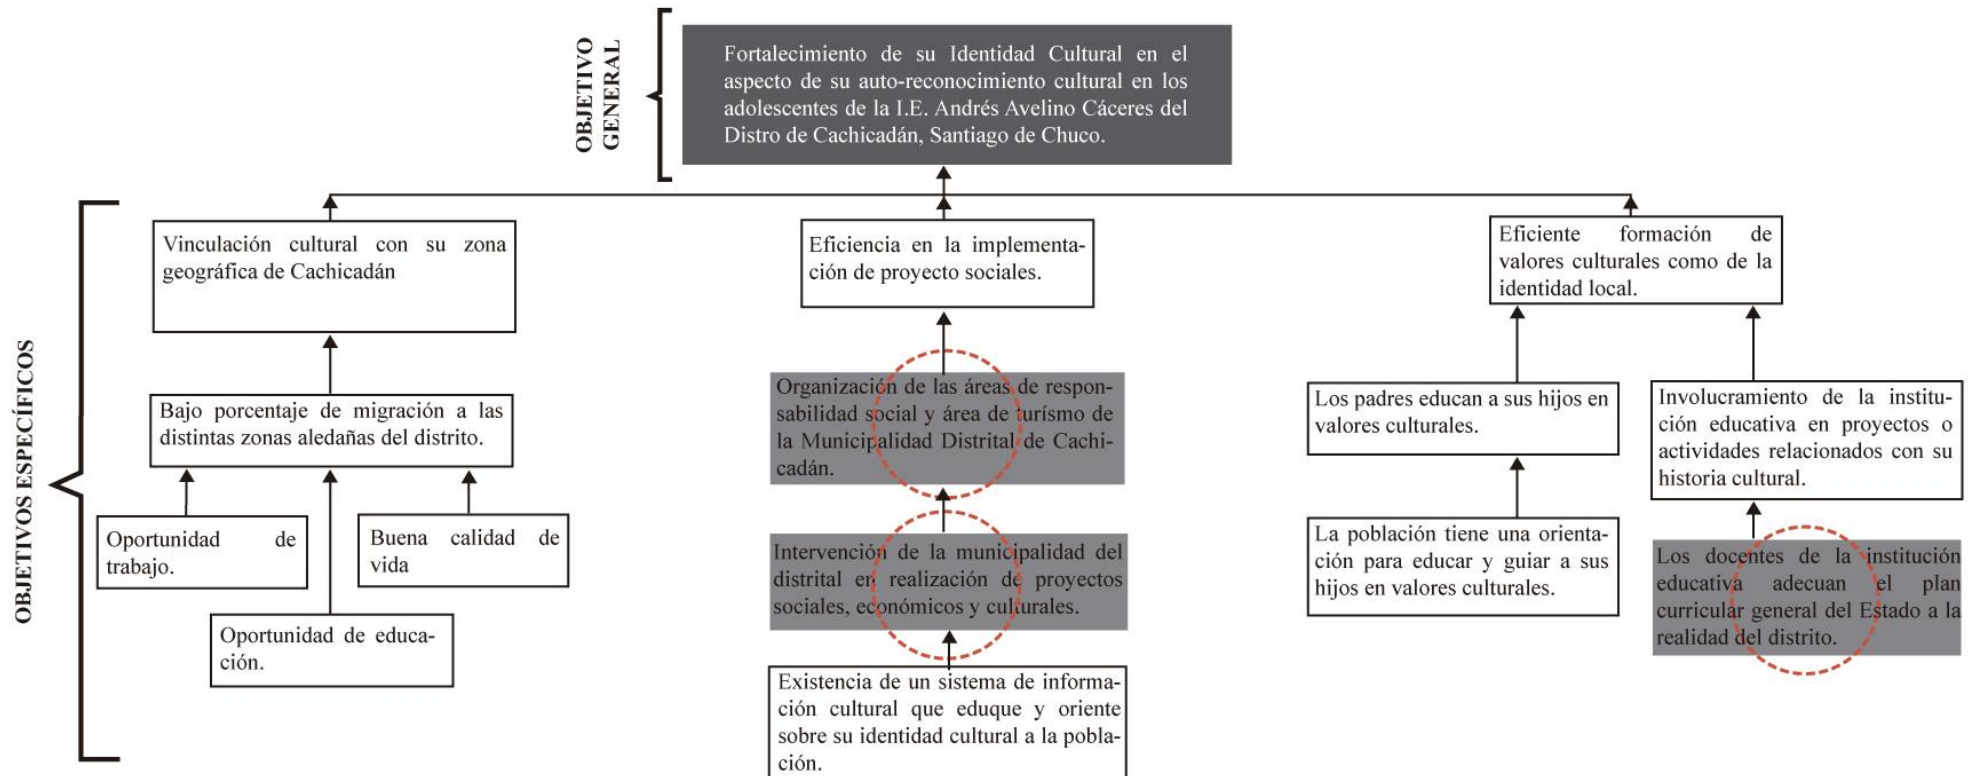 OBJETIVO
GENERAL
Fortalecimiento de su Identidad Cultural en el
aspecto de su auto-reconocimiento cultural en los
adolescentes de la I.E. Andrés Avelino Cáceres del
Distro de Cachicadán, Santiago de Chuco.
OBJETIVOS ESPECÍFICOS
Vinculación cultural con su zona
geográfica de Cachicadán
Bajo porcentaje de migración a las
distintas zonas aledañas del distrito.
Oportunidad de
trabajo.
Buena calidad de
vida
Oportunidad de educa-
ción.
Eficiencia en la implementa-
ción de proyecto sociales.
Organización de las áreas de respon-
sabilidad social y área de turísmo de
la Municipalidad Distrital de Cachi-
cadán.
Intervención de la municipalidad del
distrital en realización de proyectos
sociales, económicos y culturales.
Existencia de un sistema de informa-
ción cultural que eduque y oriente
sobre su identidad cultural a la pobla-
ción.
Eficiente formación de
valores culturales como de la
identidad local.
Los padres educan a sus hijos en
valores culturales.
La población tiene una orienta-
ción para educar y guiar a sus
hijos en valores culturales.
Involucramiento de la institu-
ción educativa en proyectos o
actividades relacionados con su
historia cultural.
Los docentes de la institución
educativa adecuan el plan
curricular general del Estado a la
realidad del distrito.